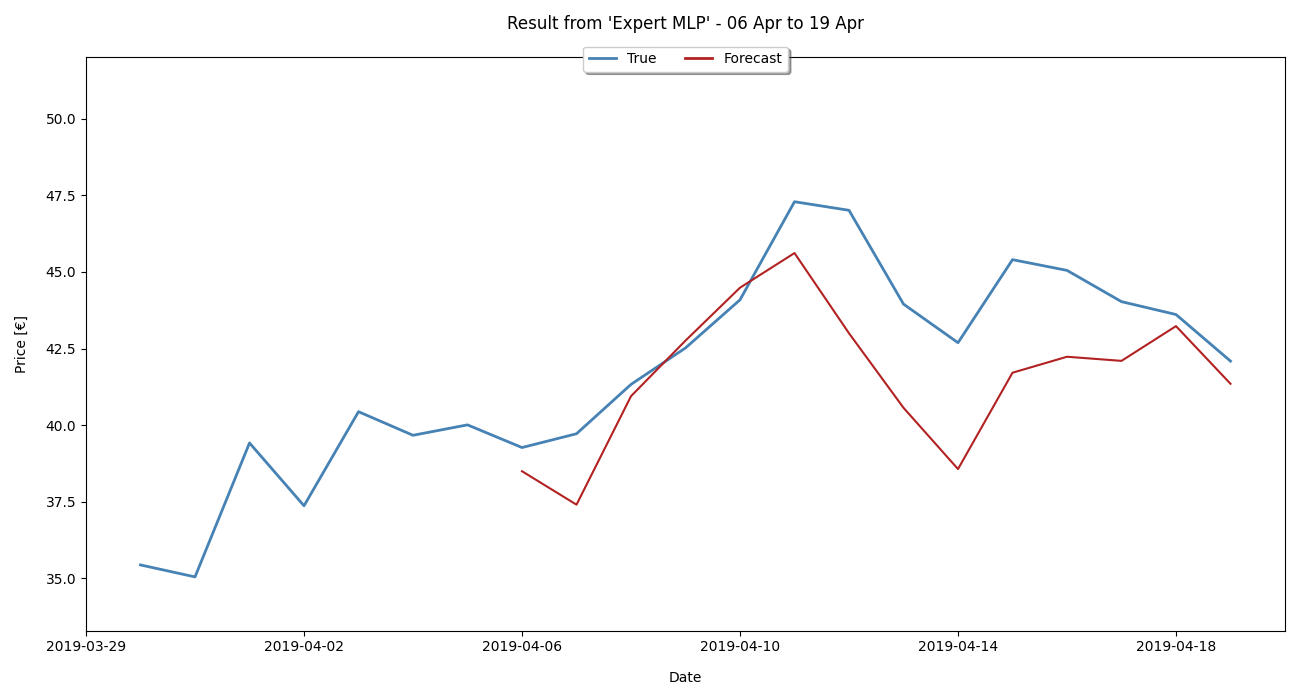 Result from 'Expert MLP' - 06 Apr to 19 Apr
True Forecast
50.0
47.5
45.0
42.5
40.0
37.5
35.0
Price [€]
2019-03-29 2019-04-02 2019-04-06 2019-04-10 2019-04-14 2019-04-18
Date